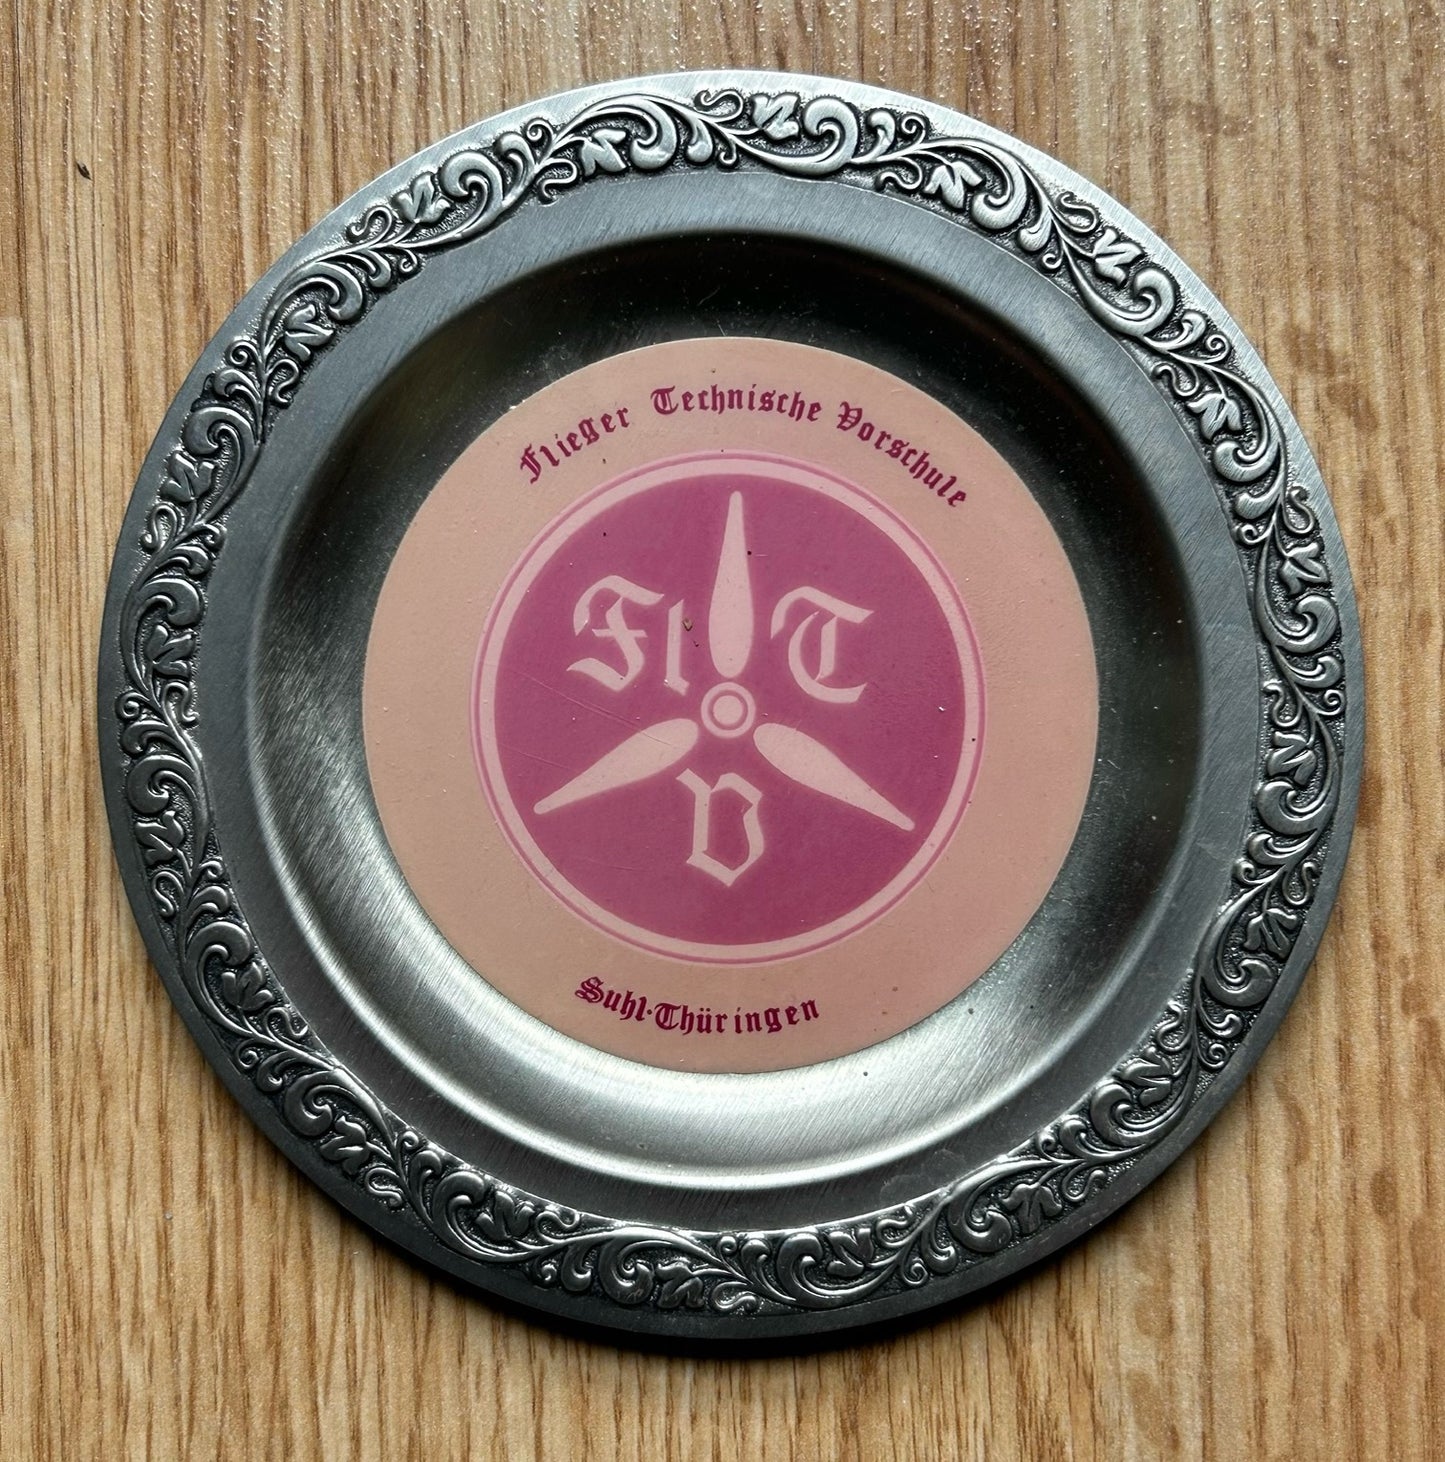 Flieger Technische Vorschule
Fl T
V
Suhl·Thüringen